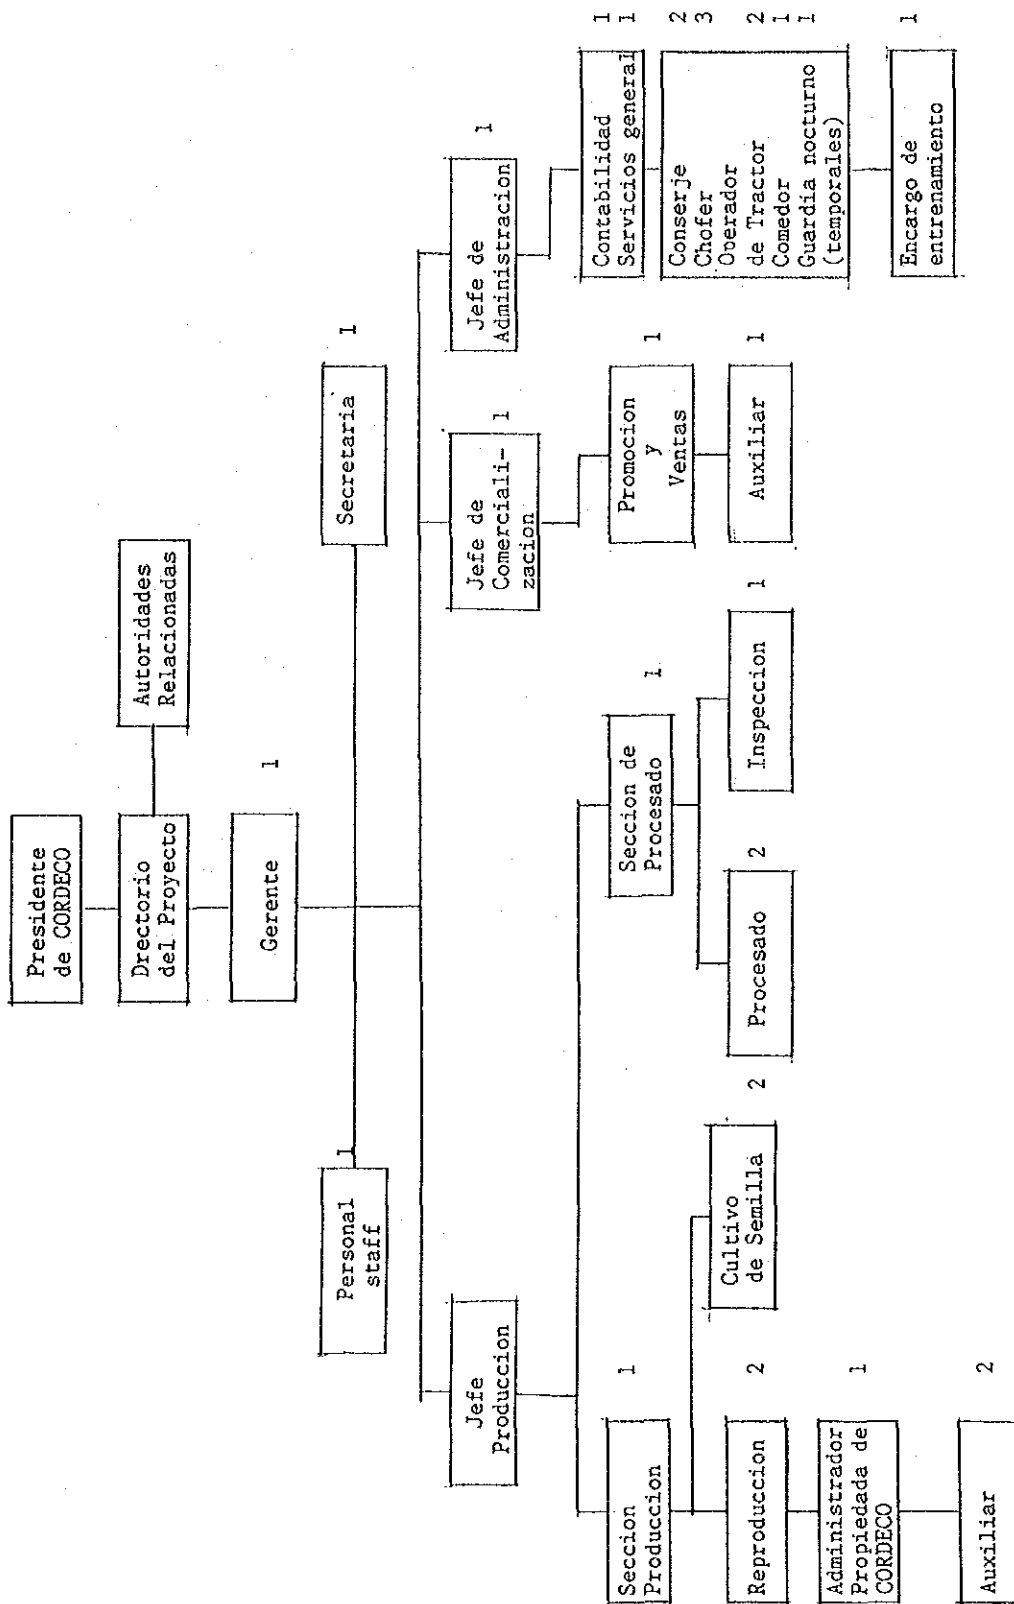 Presidente
de CORDECO
Drectorio
del Proyecto
Autoridades
Relacionadas
Gerente 1
Personal
staff
1
Secretaria 1
Jefe
Produccion
Jefe de
Comerciali-
zacion
1
Jefe de
Administracion
1
Seccion
Produccion
1
Seccion de
Procesado
1
Promocion
y
Ventas
1
Contabilidad 1
Servicios general 1
Reproduccion 2
Cultivo
de Semilla
2
Procesado 2
Inspeccion 1
Auxiliar 1
Conserje 2
Chofer 3
Operador
de Tractor 2
Comedor 1
Guardia nocturno 1
(temporales)
Administrador
Propiedada de
CORDECO
1
Encargo de
entrenamiento
1
Auxiliar 2